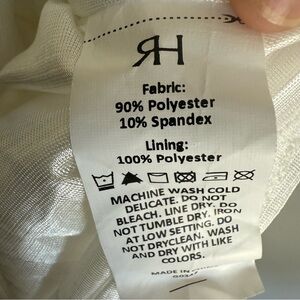 RH
Fabric:
90% Polyester
10% Spandex
Lining:
100% Polyester
MACHINE WASH COLD
DELICATE. DO NOT
BLEACH. LINE DRY. DO
NOT TUMBLE DRY. IRON
AT LOW SETTING. DO
NOT DRYCLEAN. WASH
AND DRY WITH LIKE
COLORS.
MADE IN